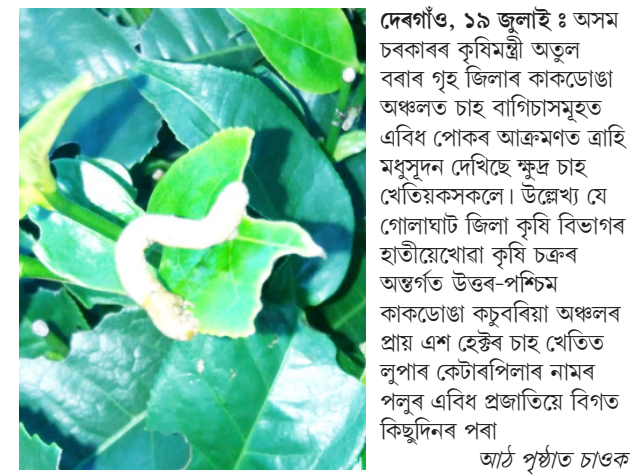 দেৰগাঁও, ১৯ জুলাই ঃ অসম
চৰকাৰৰ কৃষিমন্ত্ৰী অতুল
বৰাৰ গৃহ জিলাৰ কাকডোঙা
অঞ্চলত চাহ বাগিচাসমূহত
এবিধ পোকৰ আক্ৰমণত ত্ৰাহি
মধুসূদন দেখিছে ক্ষুদ্ৰ চাহ
খেতিয়কসকলে। উল্লেখ্য যে
গোলাঘাট জিলা কৃষি বিভাগৰ
হাতীয়েখোৱা কৃষি চক্ৰৰ
অন্তৰ্গত উত্তৰ-পশ্চিম
কাকডোঙা কচুবৰিয়া অঞ্চলৰ
প্ৰায় এশ হেক্টৰ চাহ খেতিত
লুপাৰ কেটাৰপিলাৰ নামৰ
পলুৰ এবিধ প্ৰজাতিয়ে বিগত
কিছুদিনৰ পৰা
আঠ পৃষ্ঠাত চাওক